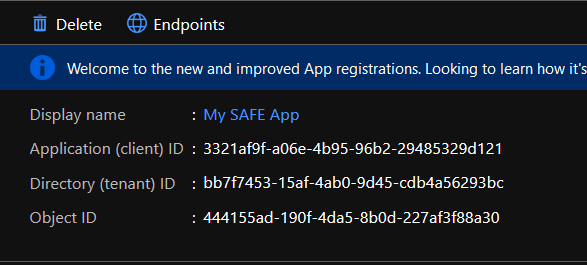 Delete Endpoints
Welcome to the new and improved App registrations. Looking to learn how it's
Display name : My SAFE App
Application (client) ID : 3321af9f-a06e-4b95-96b2-29485329d121
Directory (tenant) ID : bb7f7453-15af-4ab0-9d45-cdb4a56293bc
Object ID : 444155ad-190f-4da5-8b0d-227af3f88a30